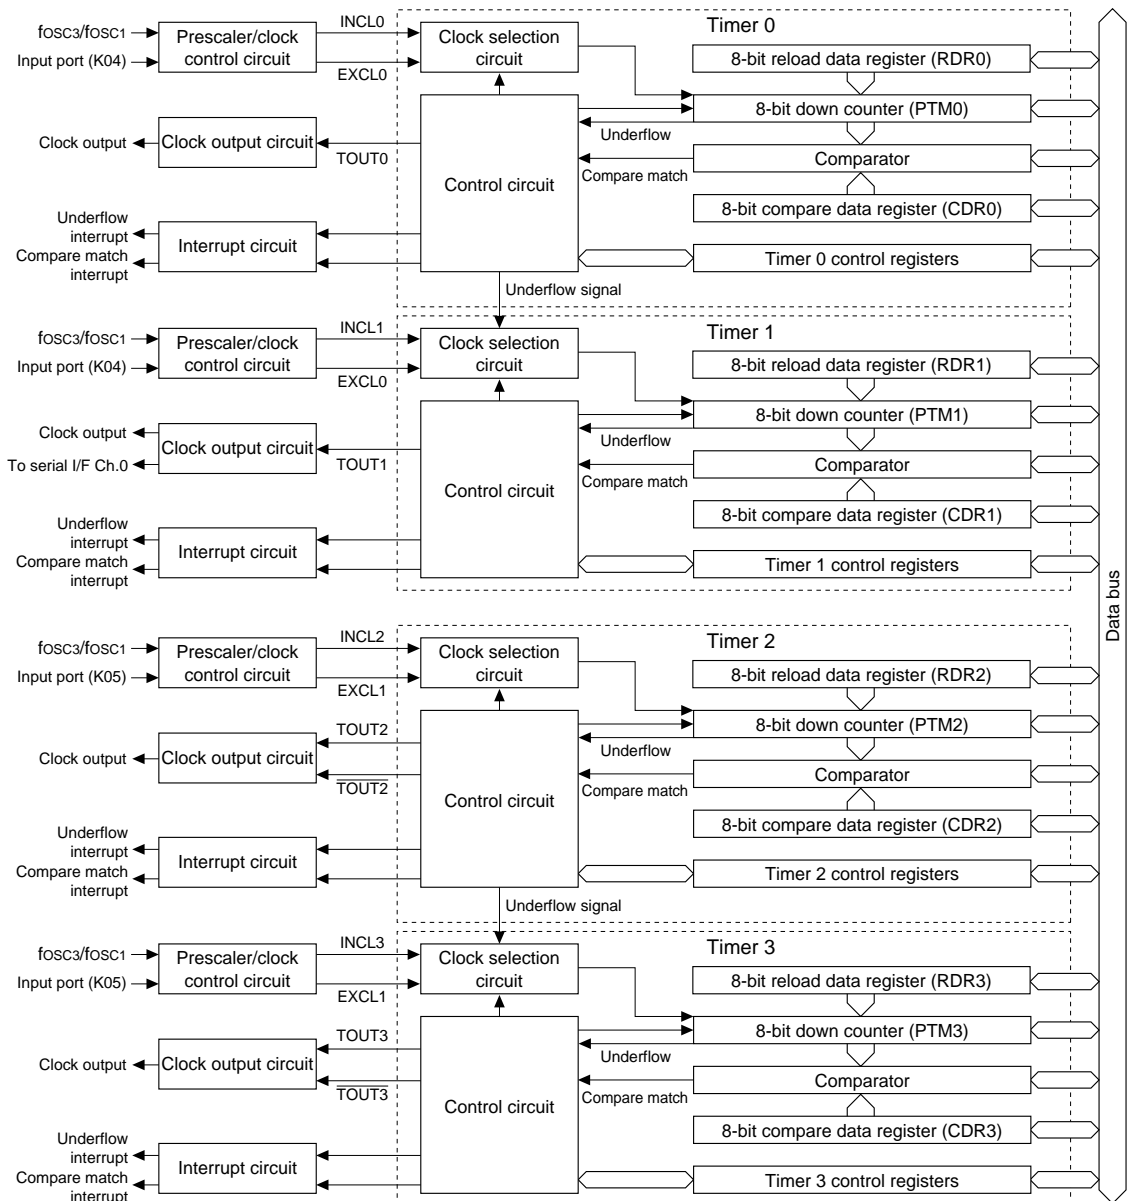 Timer 0
fOSC3/fOSC1
Input port (K04)
Prescaler/clock
control circuit
INCL0
EXCL0
Clock selection
circuit
8-bit reload data register (RDR0)
8-bit down counter (PTM0)
Underflow
Clock output
Clock output circuit
TOUT0
Control circuit
Compare match
Comparator
8-bit compare data register (CDR0)
Underflow
interrupt
Compare match
interrupt
Interrupt circuit
Timer 0 control registers
Underflow signal
Timer 1
fOSC3/fOSC1
Input port (K04)
Prescaler/clock
control circuit
INCL1
EXCL0
Clock selection
circuit
8-bit reload data register (RDR1)
8-bit down counter (PTM1)
Underflow
Clock output
To serial I/F Ch.0
Clock output circuit
TOUT1
Control circuit
Compare match
Comparator
8-bit compare data register (CDR1)
Underflow
interrupt
Compare match
interrupt
Interrupt circuit
Timer 1 control registers
Data bus
Timer 2
fOSC3/fOSC1
Input port (K05)
Prescaler/clock
control circuit
INCL2
EXCL1
Clock selection
circuit
8-bit reload data register (RDR2)
8-bit down counter (PTM2)
Underflow
Clock output
Clock output circuit
TOUT2
TOUT2
Control circuit
Compare match
Comparator
8-bit compare data register (CDR2)
Underflow
interrupt
Compare match
interrupt
Interrupt circuit
Timer 2 control registers
Underflow signal
Timer 3
fOSC3/fOSC1
Input port (K05)
Prescaler/clock
control circuit
INCL3
EXCL1
Clock selection
circuit
8-bit reload data register (RDR3)
8-bit down counter (PTM3)
Underflow
Clock output
Clock output circuit
TOUT3
TOUT3
Control circuit
Compare match
Comparator
8-bit compare data register (CDR3)
Underflow
interrupt
Compare match
interrupt
Interrupt circuit
Timer 3 control registers